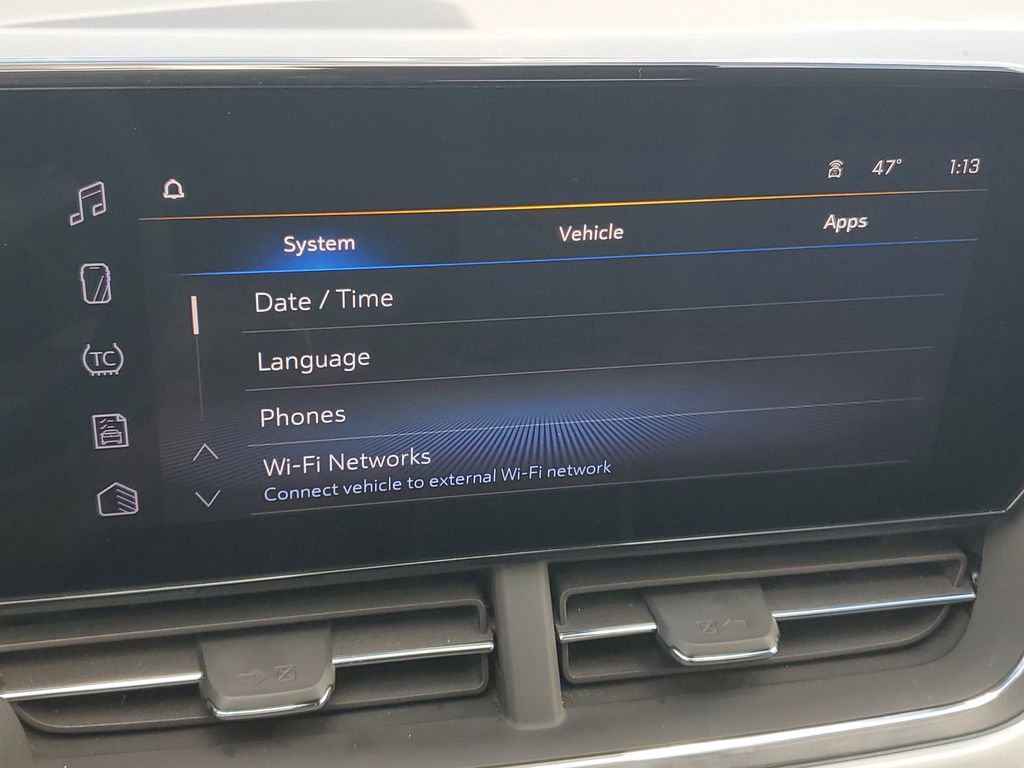 47° 1:13
System Vehicle Apps
Date / Time
Language
TC
Phones
Wi-Fi Networks
Connect vehicle to external Wi-Fi network